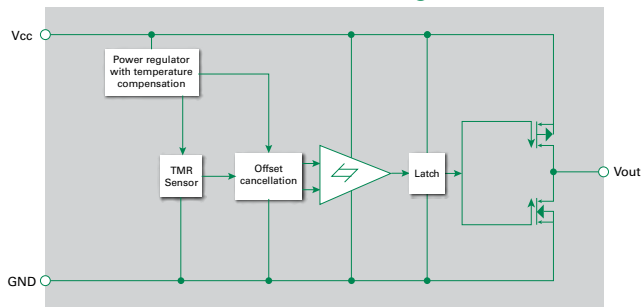 Vcc
Power regulator
with temperature
compensation
TMR
Sensor
Offset
cancellation
Latch
Vout
GND